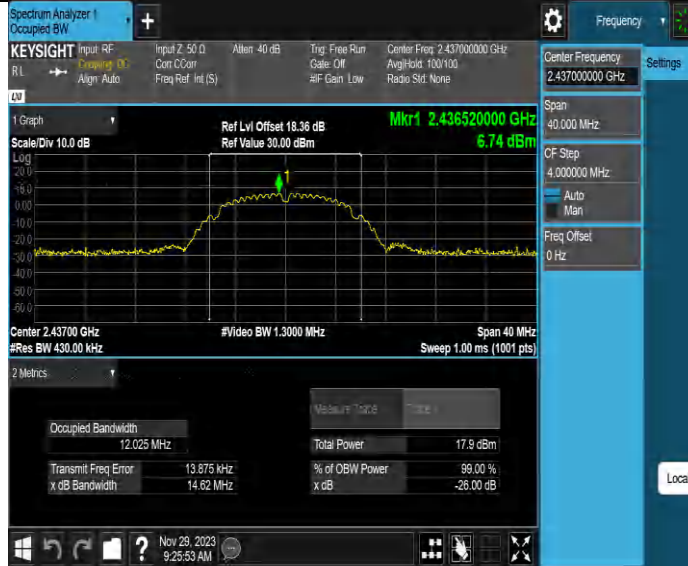 Spectrum Analyzer 1
Occupied BW
+
Frequency
KEYSIGHT
Input: RF
Coupling: DC
Align: Auto
Input Z: 50 Ω
Corr CCorr
Freq Ref: Int (S)
Atten: 40 dB
Trig: Free Run
Gate: Off
#IF Gain: Low
Center Freq: 2.437000000 GHz
Avg|Hold: 100/100
Radio Std: None
R L
LXI
Center Frequency
2.437000000 GHz
Settings
Span
40.000 MHz
CF Step
4.000000 MHz
Auto
Man
Freq Offset
0 Hz
1 Graph
Scale/Div 10.0 dB
Ref Lvl Offset 18.36 dB
Ref Value 30.00 dBm
Mkr1 2.436520000 GHz
6.74 dBm
Log
20.0
0.00
-10.0
-20.0
-30.0
-50.0
-60.0
1
Center 2.43700 GHz
#Res BW 430.00 kHz
#Video BW 1.3000 MHz
Span 40 MHz
Sweep 1.00 ms (1001 pts)
2 Metrics
Measure Trace
Trace 1
Occupied Bandwidth
12.025 MHz
Total Power 17.9 dBm
Transmit Freq Error 13.875 kHz
% of OBW Power 99.00 %
x dB Bandwidth 14.62 MHz
x dB -26.00 dB
Loca
?
Nov 29, 2023
9:25:53 AM